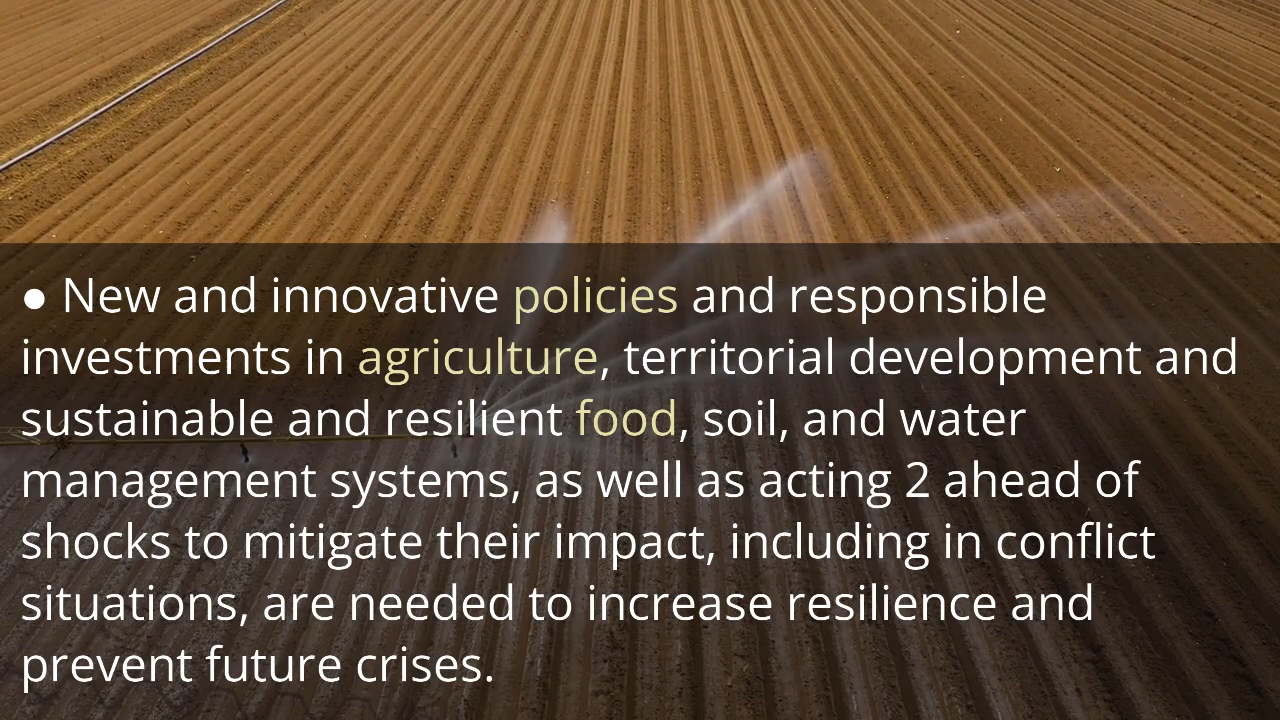 ● New and innovative policies and responsible
investments in agriculture, territorial development and
sustainable and resilient food, soil, and water
management systems, as well as acting 2 ahead of
shocks to mitigate their impact, including in conflict
situations, are needed to increase resilience and
prevent future crises.